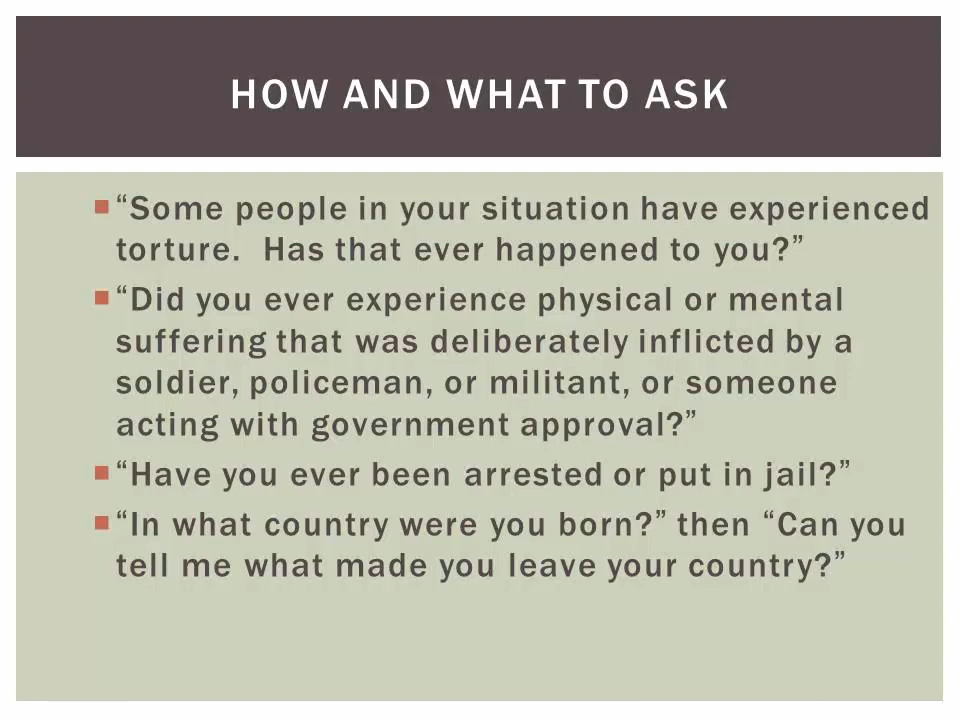 HOW AND WHAT TO ASK
“Some people in your situation have experienced
torture.  Has that ever happened to you?”
“Did you ever experience physical or mental
suffering that was deliberately inflicted by a
soldier, policeman, or militant, or someone
acting with government approval?”
“Have you ever been arrested or put in jail?”
“In what country were you born?” then “Can you
tell me what made you leave your country?”